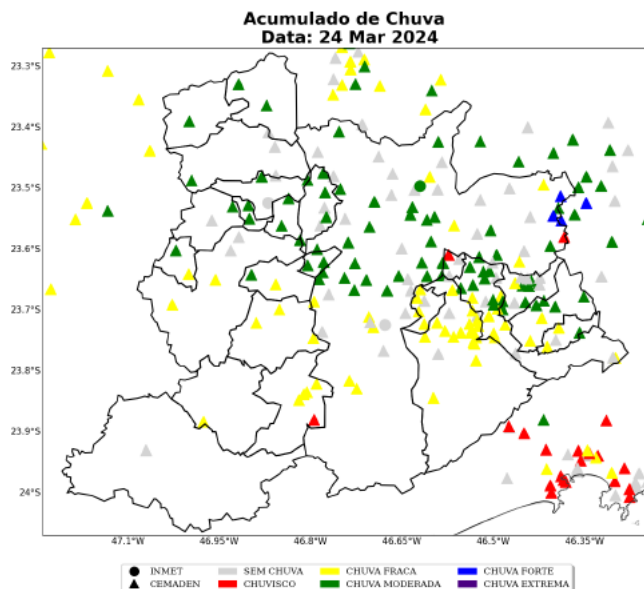 Acumulado de Chuva
Data: 24 Mar 2024
23.3°S
23.4°S
23.5°S
23.6°S
23.7°S
23.8°S
23.9°S
24°S
47.1°W
46.95°W
46.8°W
46.65°W
46.5°W
46.35°W
INMET SEM CHUVA CHUVA FRACA CHUVA FORTE
CEMADEN CHUVISCO CHUVA MODERADA CHUVA EXTREMA